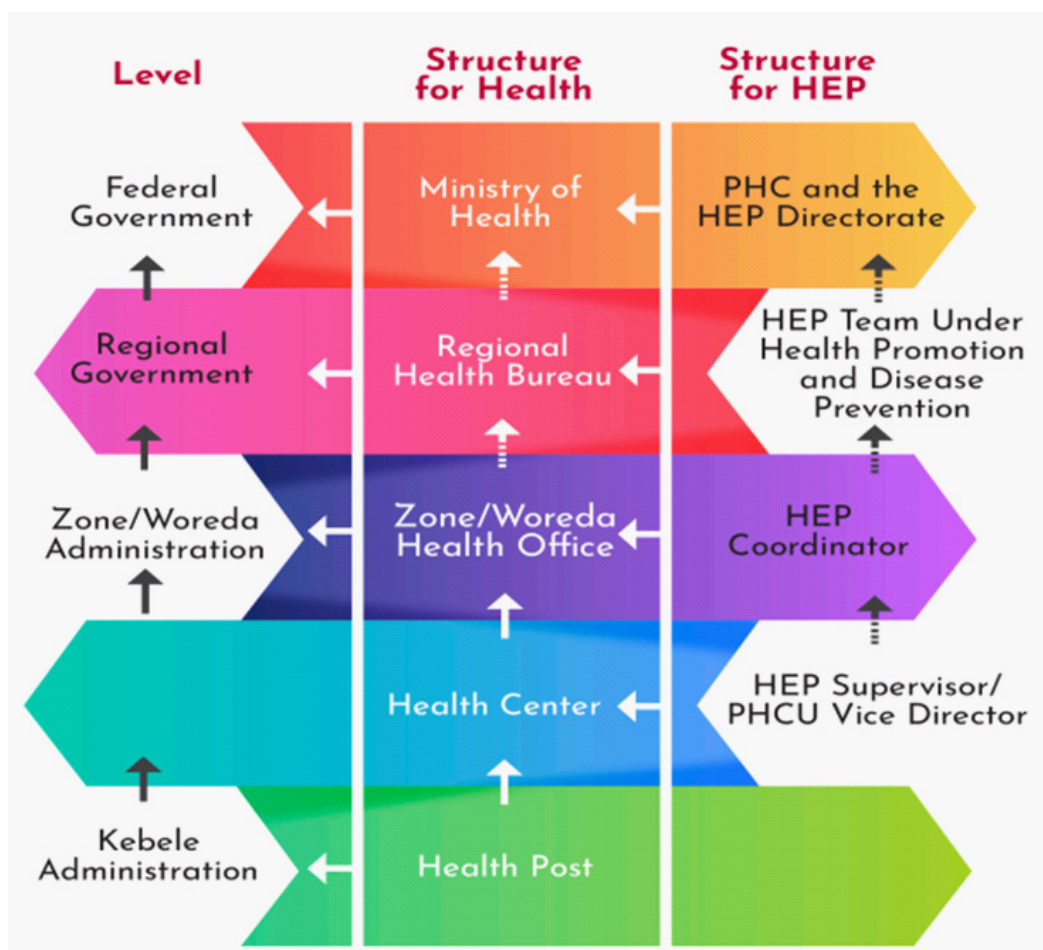 Level
Structure
for Health
Structure
for HEP
Federal
Government
Ministry of
Health
PHC and the
HEP Directorate
Regional
Government
Regional
Health Bureau
HEP Team Under
Health Promotion
and Disease
Prevention
Zone/Woreda
Administration
Zone/Woreda
Health Office
HEP
Coordinator
Health Center
HEP Supervisor/
PHCU Vice Director
Kebele
Administration
Health Post